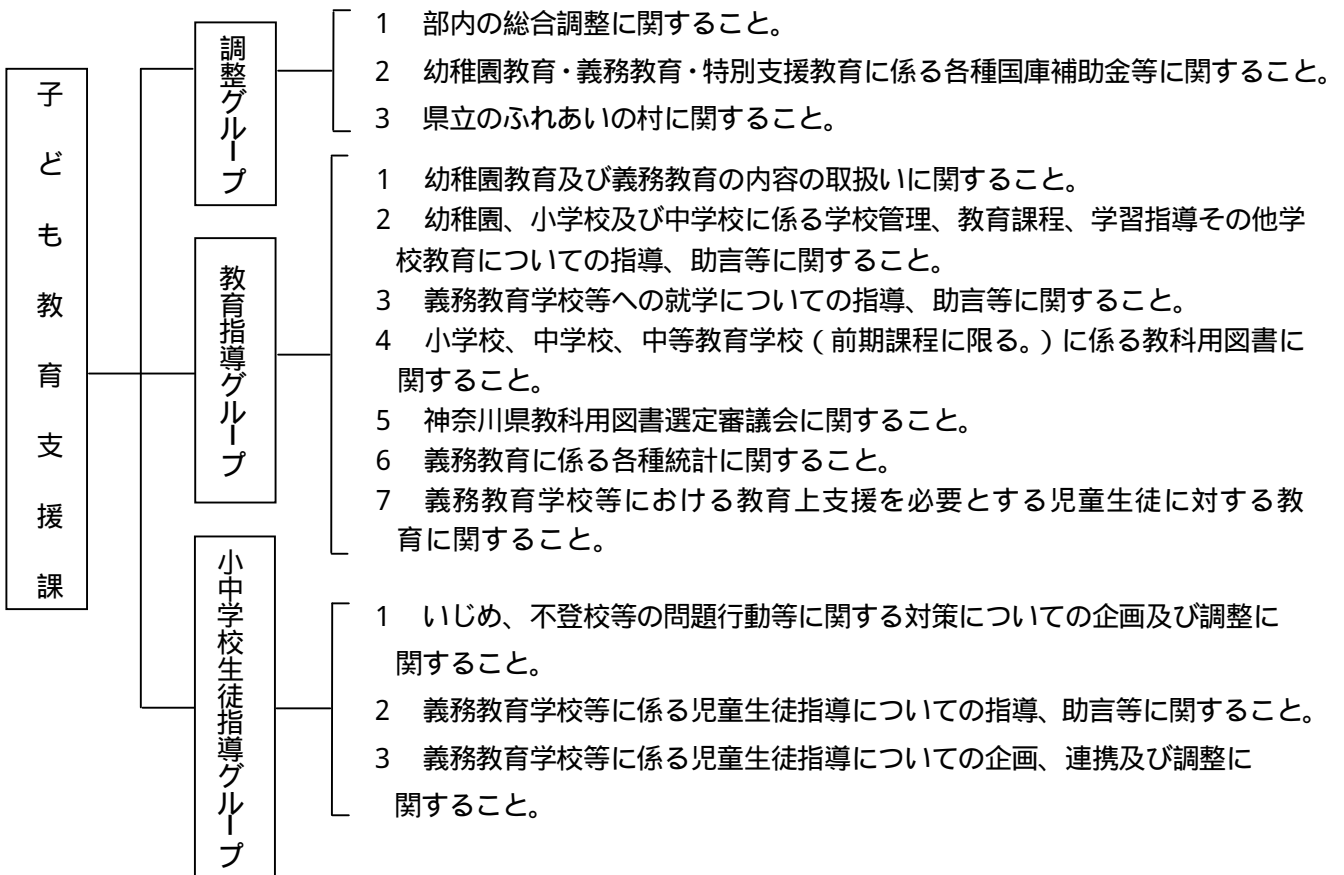 子ども教育支援課
調整グループ
1 部内の総合調整に関すること。
2 幼稚園教育・義務教育・特別支援教育に係る各種国庫補助金等に関すること。
3 県立のふれあいの村に関すること。
教育指導グループ
1 幼稚園教育及び義務教育の内容の取扱いに関すること。
2 幼稚園、小学校及び中学校に係る学校管理、教育課程、学習指導その他学
校教育についての指導、助言等に関すること。
3 義務教育学校等への就学についての指導、助言等に関すること。
4 小学校、中学校、中等教育学校(前期課程に限る。)に係る教科用図書に
関すること。
5 神奈川県教科用図書選定審議会に関すること。
6 義務教育に係る各種統計に関すること。
7 義務教育学校等における教育上支援を必要とする児童生徒に対する教
育に関すること。
小中学校生徒指導グループ
1 いじめ、不登校等の問題行動等に関する対策についての企画及び調整に
関すること。
2 義務教育学校等に係る児童生徒指導についての指導、助言等に関すること。
3 義務教育学校等に係る児童生徒指導についての企画、連携及び調整に
関すること。